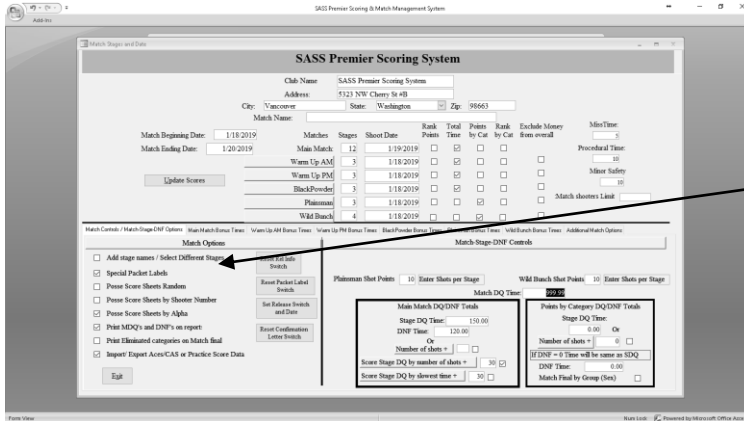 SASS Premier Scoring & Match Management System
Add-Ins
Match Stages and Date
SASS Premier Scoring System
Club Name SASS Premier Scoring System
Address: 5323 NW Cherry St #B
City: Vancouver State: Washington Zip: 98663
Match Name:
Match Beginning Date: 1/18/2019
Match Ending Date: 1/20/2019
Update Scores
Matches Stages Shoot Date Rank Points Total Time Points by Cat Rank by Cat Exclude Money from overall
Main Match: 12 1/19/2019
Warm Up AM 3 1/18/2019
Warm Up PM 3 1/18/2019
BlackPowder 3 1/18/2019
Plainsman 3 1/18/2019
Wild Bunch 4 1/18/2019
MissTime:
5
Procedural Time:
10
Minor Safety
10
Match shooters Limit
Match Controls / Match-Stage-DNF Options Main Match Bonus Times Warm Up AM Bonus Times Warm Up PM Bonus Times BlackPowder Bonus Times Bonus Times Wild Bunch Bonus Times Additional Match Options
Match Options
Add stage names / Select Different Stages
Special Packet Labels
Posse Score Sheets Random
Posse Score Sheets by Shooter Number
Posse Score Sheets by Alpha
Print MDQ's and DNF's on report
Print Eliminated categories on Match final
Import/ Export Aces/CAS or Practice Score Data
Exit
Switch
Reset Packet Label Switch
Set Release Switch and Date
Reset Confirmation Letter Switch
Match-Stage-DNF Controls
Plainsman Shot Points 10 Enter Shots per Stage
Wild Bunch Shot Points 10 Enter Shots per Stage
Match DQ Time: 999.99
Main Match DQ/DNF Totals
Stage DQ Time: 150.00
DNF Time: 120.00
Or
Number of shots +
Score Stage DQ by number of shots + 30
Score Stage DQ by slowest time + 30
Points by Category DQ/DNF Totals
Stage DQ Time:
0.00 Or
Number of shots + 0
If DNF = 0 Time will be same as SDQ
DNF Time: 0.00
Match Final by Group (Sex)
Form View
Num Lock Powered by Microsoft Office Access